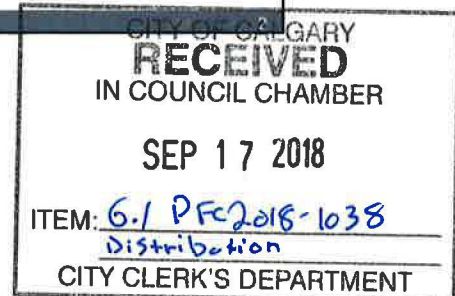 2
CITY OF CALGARY
RECEIVED
IN COUNCIL CHAMBER
SEP 17 2018
ITEM: 6.1 PFC2018-1038
Distribution
CITY CLERK'S DEPARTMENT